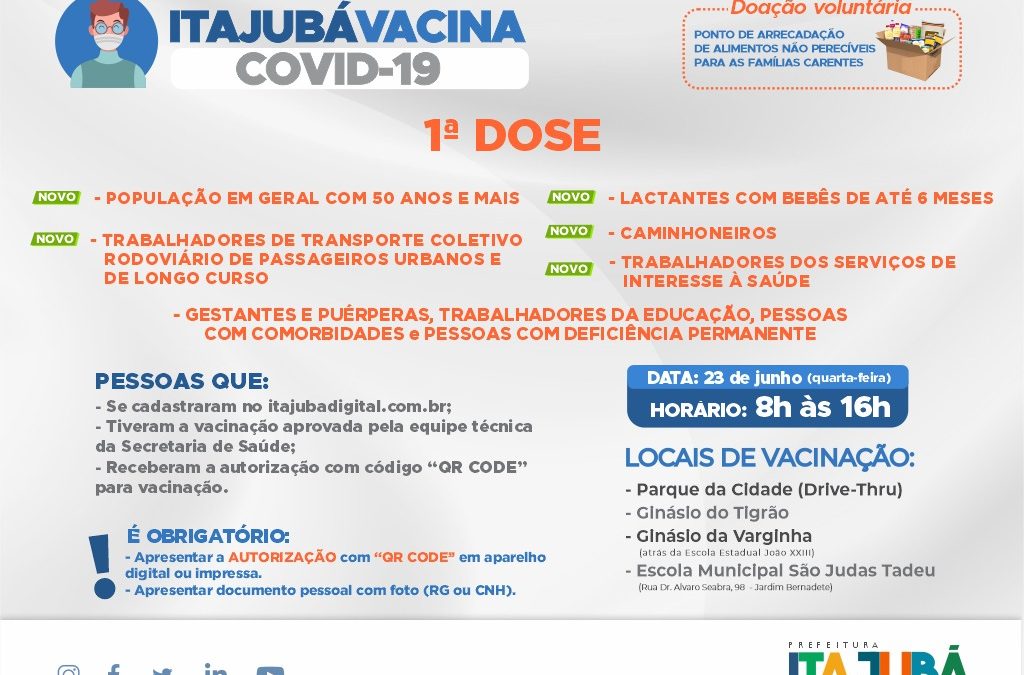 ITAJUBÁVACINA
COVID-19
Doação voluntária
PONTO DE ARRECADAÇÃO
DE ALIMENTOS NÃO PERECÍVEIS
PARA AS FAMÍLIAS CARENTES
1ª DOSE
NOVO - POPULAÇÃO EM GERAL COM 50 ANOS E MAIS
NOVO - TRABALHADORES DE TRANSPORTE COLETIVO
RODOVIÁRIO DE PASSAGEIROS URBANOS E
DE LONGO CURSO
NOVO - LACTANTES COM BEBÊS DE ATÉ 6 MESES
NOVO - CAMINHONEIROS
NOVO - TRABALHADORES DOS SERVIÇOS DE
INTERESSE À SAÚDE
- GESTANTES E PUÉRPERAS, TRABALHADORES DA EDUCAÇÃO, PESSOAS
COM COMORBIDADES e PESSOAS COM DEFICIÊNCIA PERMANENTE
PESSOAS QUE:
- Se cadastraram no itajubadigital.com.br;
- Tiveram a vacinação aprovada pela equipe técnica
da Secretaria de Saúde;
- Receberam a autorização com código “QR CODE”
para vacinação.
! É OBRIGATÓRIO:
- Apresentar a AUTORIZAÇÃO com “QR CODE” em aparelho
digital ou impressa.
- Apresentar documento pessoal com foto (RG ou CNH).
DATA: 23 de junho (quarta-feira)
HORÁRIO: 8h às 16h
LOCAIS DE VACINAÇÃO:
- Parque da Cidade (Drive-Thru)
- Ginásio do Tigrão
- Ginásio da Varginha
(atrás da Escola Estadual João XXIII)
- Escola Municipal São Judas Tadeu
(Rua Dr. Alvaro Seabra, 98 - Jardim Bernadete)
PREFEITURA
ITAJUBÁ